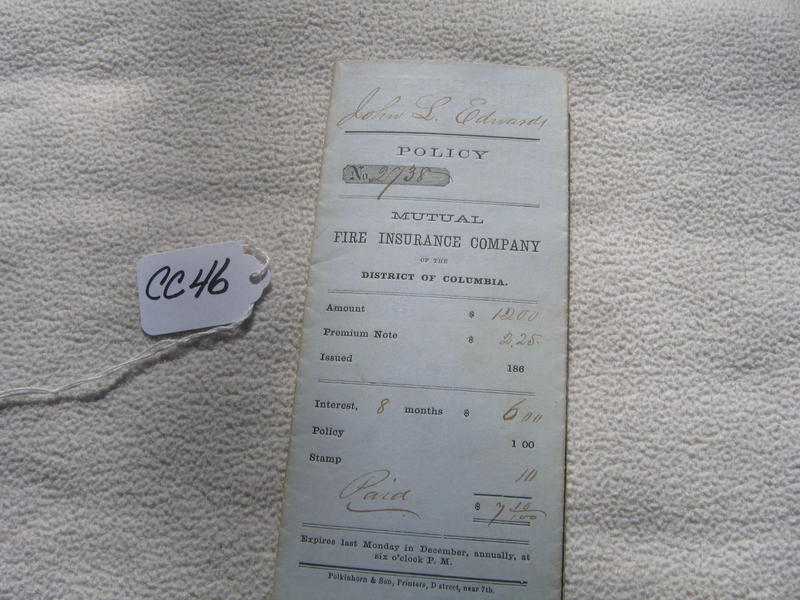 John L. Edwards
POLICY
No. 2738
MUTUAL
FIRE INSURANCE COMPANY
OF THE
DISTRICT OF COLUMBIA.
CC46
Amount $ 1200
Premium Note $ 2.25
Issued 186
Interest, 8 months $ 6 00
Policy 1 00
Stamp 10
Paid $ 7 10/100
Expires last Monday in December, annually, at
six o'clock P. M.
Polkinhorn & Son, Printers, D street, near 7th.